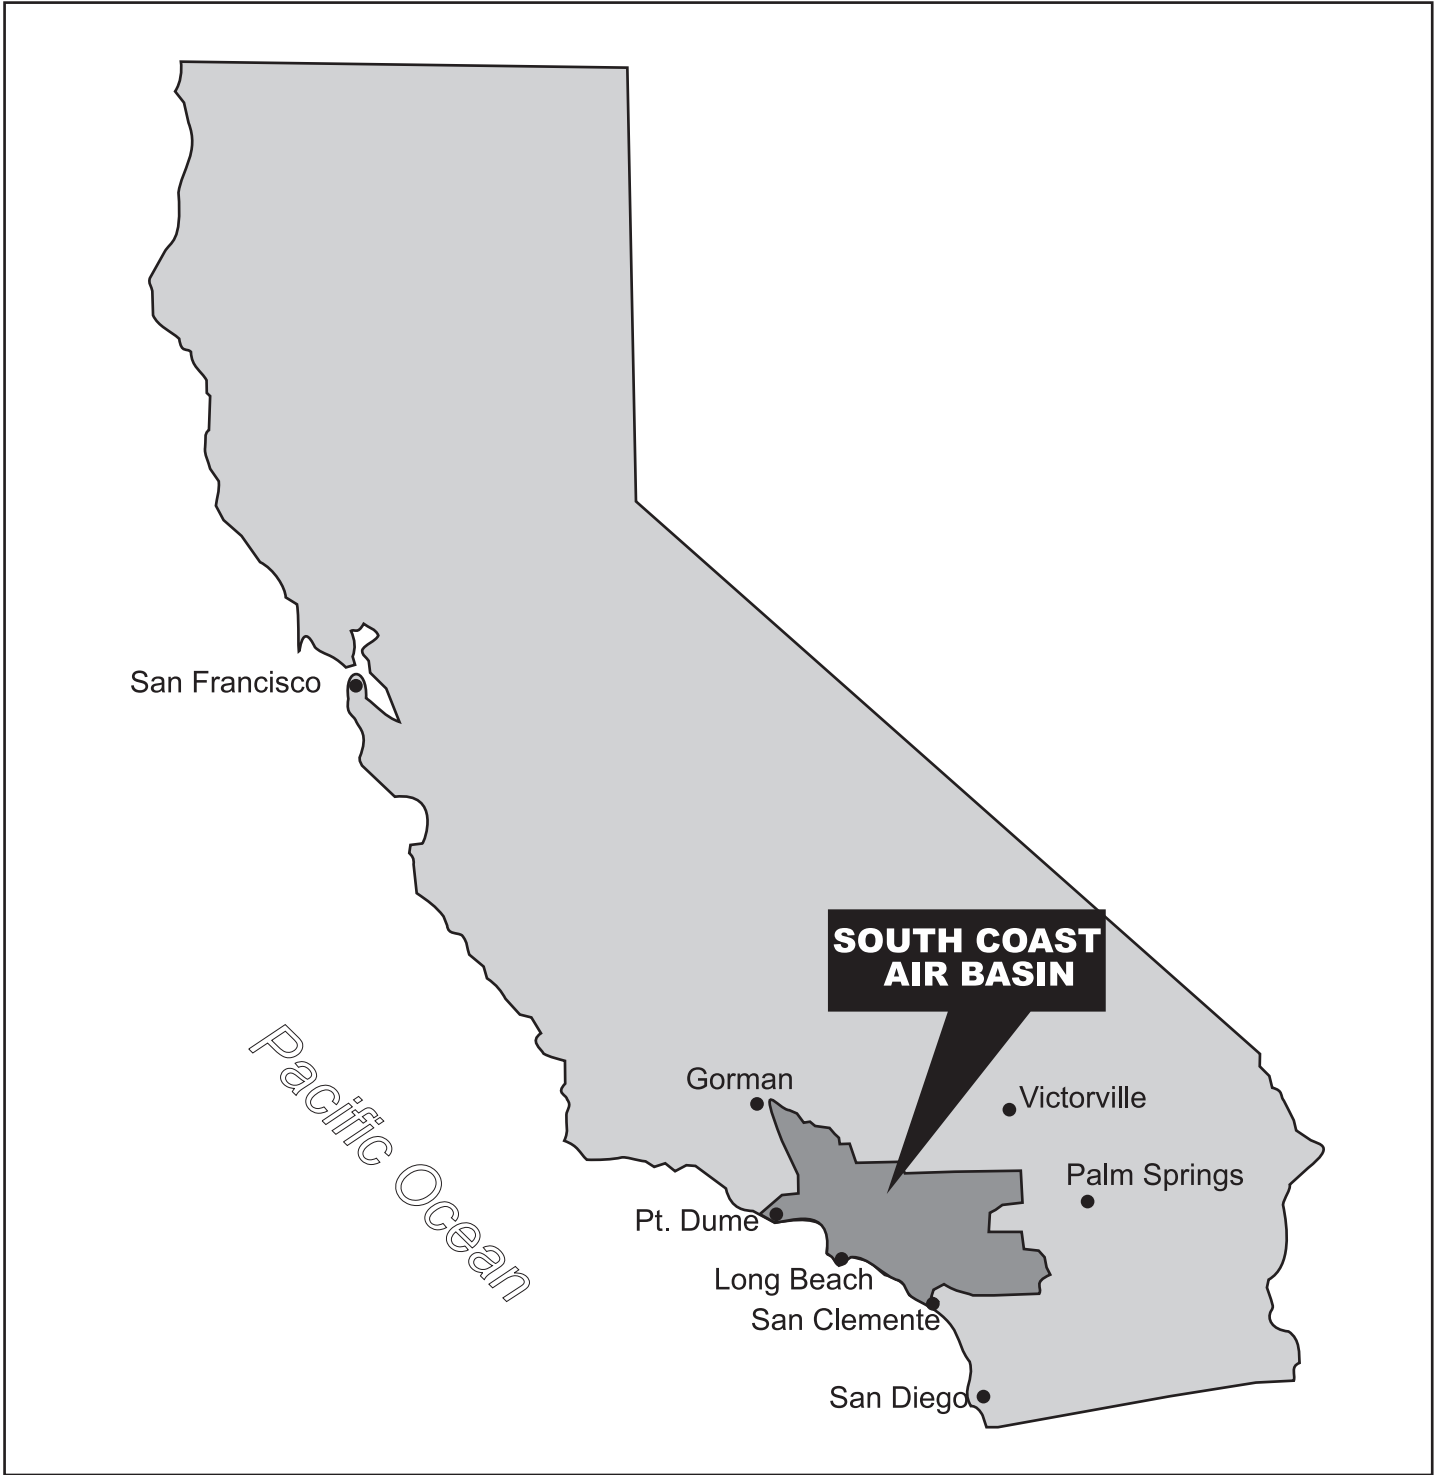 San Francisco
SOUTH COAST
AIR BASIN
Pacific Ocean
Gorman
Victorville
Palm Springs
Pt. Dume
Long Beach
San Clemente
San Diego